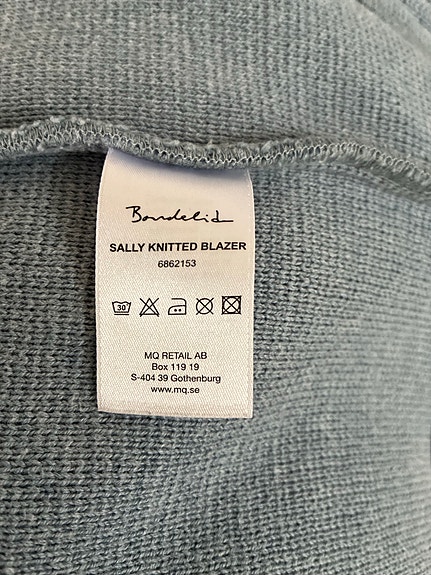 Bondelid
SALLY KNITTED BLAZER
6862153
30
MQ RETAIL AB
Box 119 19
S-404 39 Gothenburg
www.mq.se